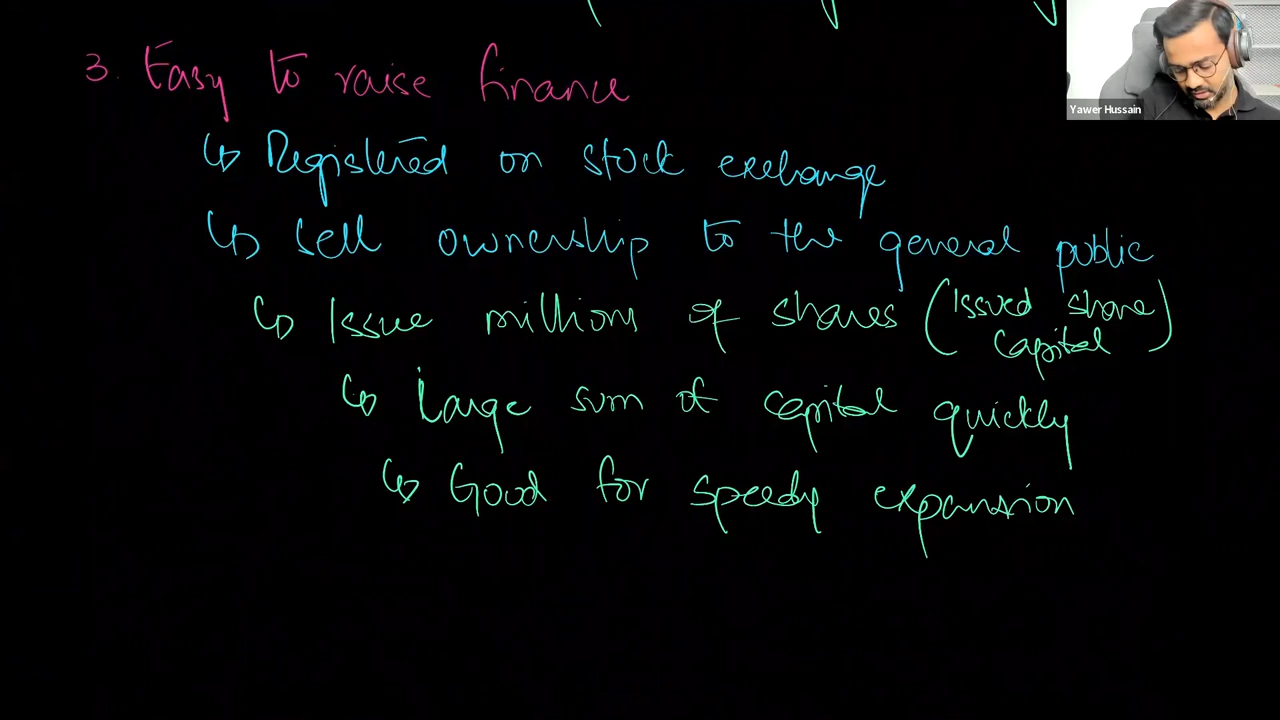 Yawer Hussain
3. Easy to raise finance
↳ Registered on stock exchange
↳ Sell ownership to the general public
↳ Issue millions of shares (Issued share capital)
↳ Large sum of capital quickly
↳ Good for speedy expansion